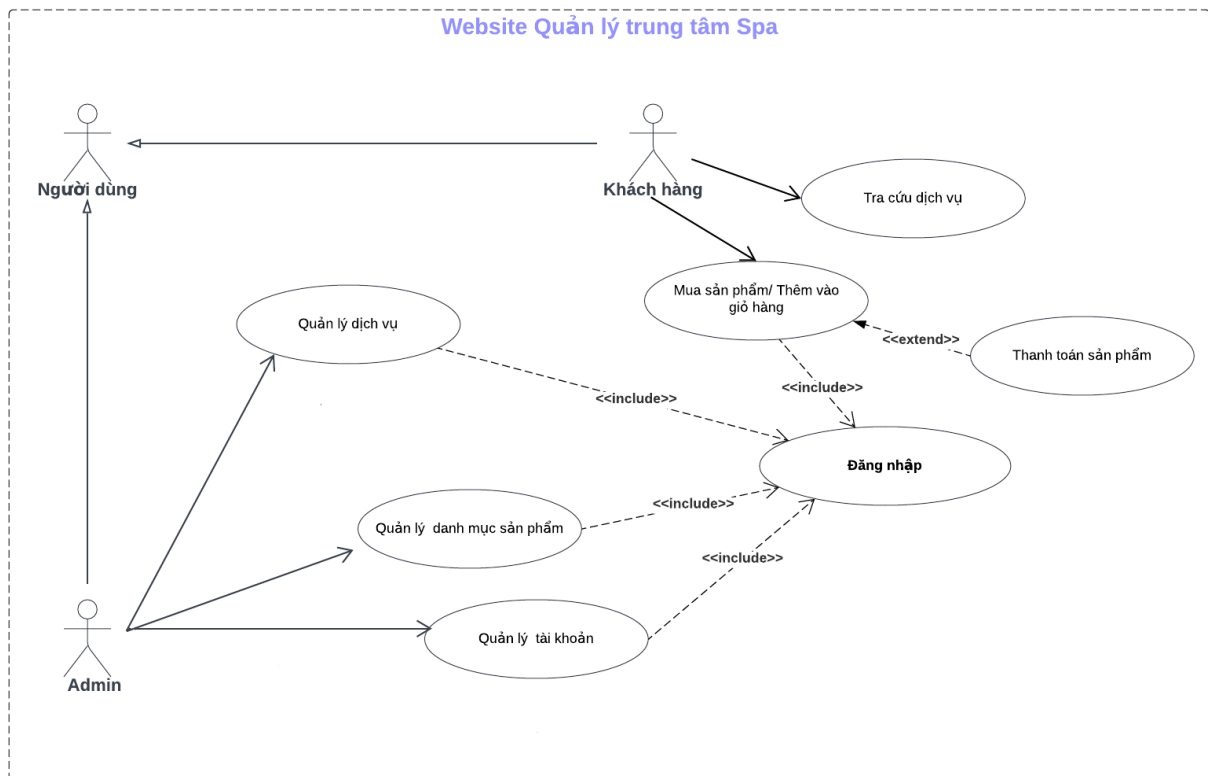 Website Quản lý trung tâm Spa
Người dùng
Khách hàng
Tra cứu dịch vụ
Mua sản phẩm/ Thêm vào
giỏ hàng
Quản lý dịch vụ
<<extend>>
Thanh toán sản phẩm
<<include>>
<<include>>
Đăng nhập
<<include>>
Quản lý danh mục sản phẩm
<<include>>
Quản lý tài khoản
Admin